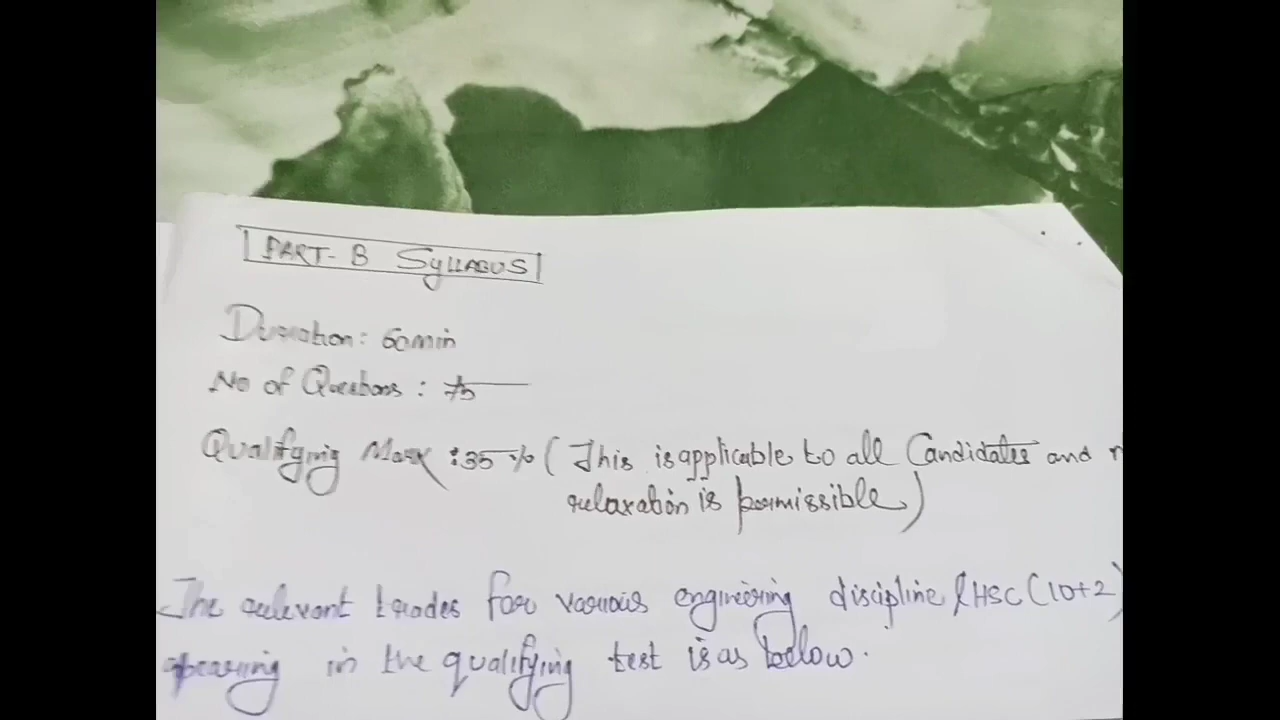 PART-B SYLLABUS
Duration: 60min
No of Questions: 75
Qualifying Mark: 35% (This is applicable to all Candidates and
relaxation is permissible)
The relevant trades for various engineering discipline / HSC (10+2)
appearing in the qualifying test is as below.